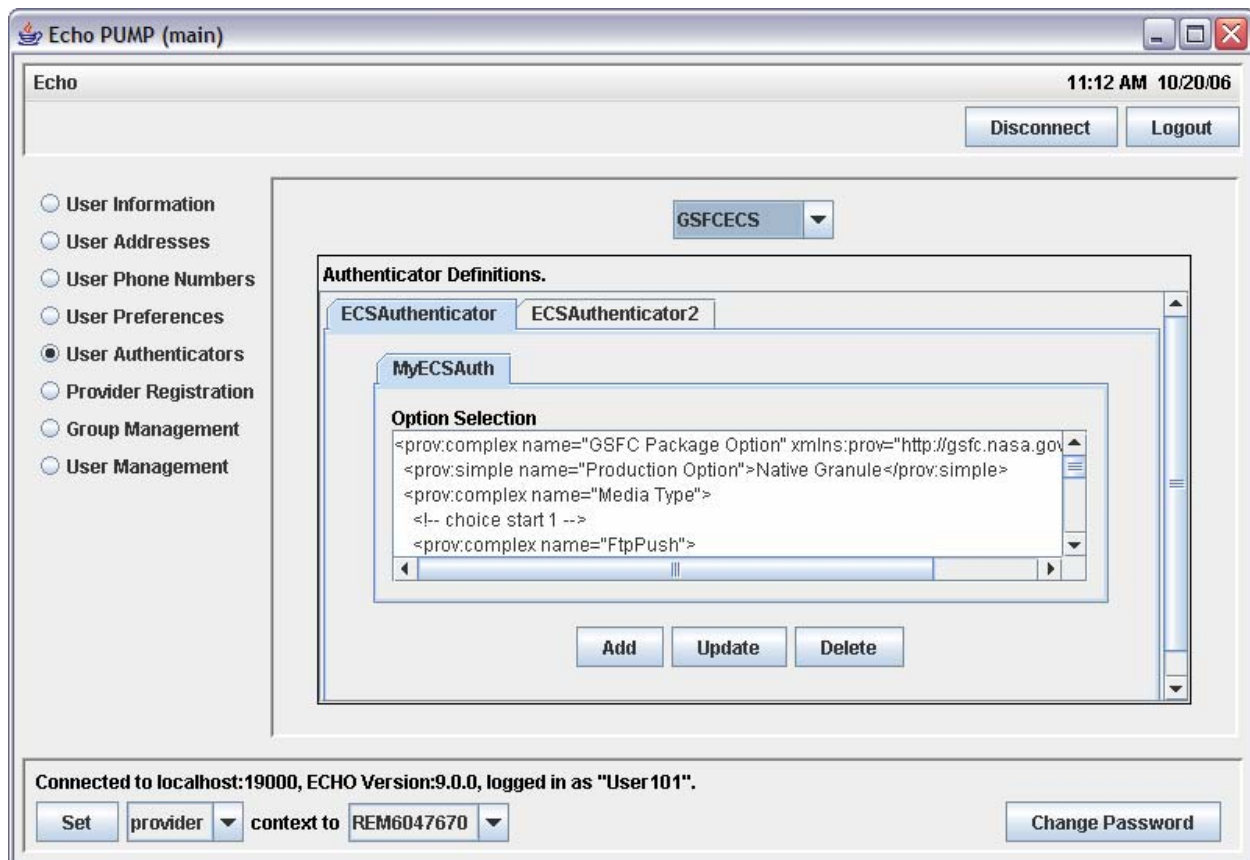 Echo PUMP (main)
Echo 11:12 AM 10/20/06
Disconnect Logout
User Information
User Addresses
User Phone Numbers
User Preferences
User Authenticators
Provider Registration
Group Management
User Management
GSFCECS
Authenticator Definitions.
ECSAuthenticator ECSAuthenticator2
MyECSAuth
Option Selection
<prov:complex name="GSFC Package Option" xmlns:prov="http://gsfc.nasa.gov
<prov:simple name="Production Option">Native Granule</prov:simple>
<prov:complex name="Media Type">
<!-- choice start 1 -->
<prov:complex name="FtpPush">
Add Update Delete
Connected to localhost:19000, ECHO Version:9.0.0, logged in as "User101".
Set provider context to REM6047670 Change Password